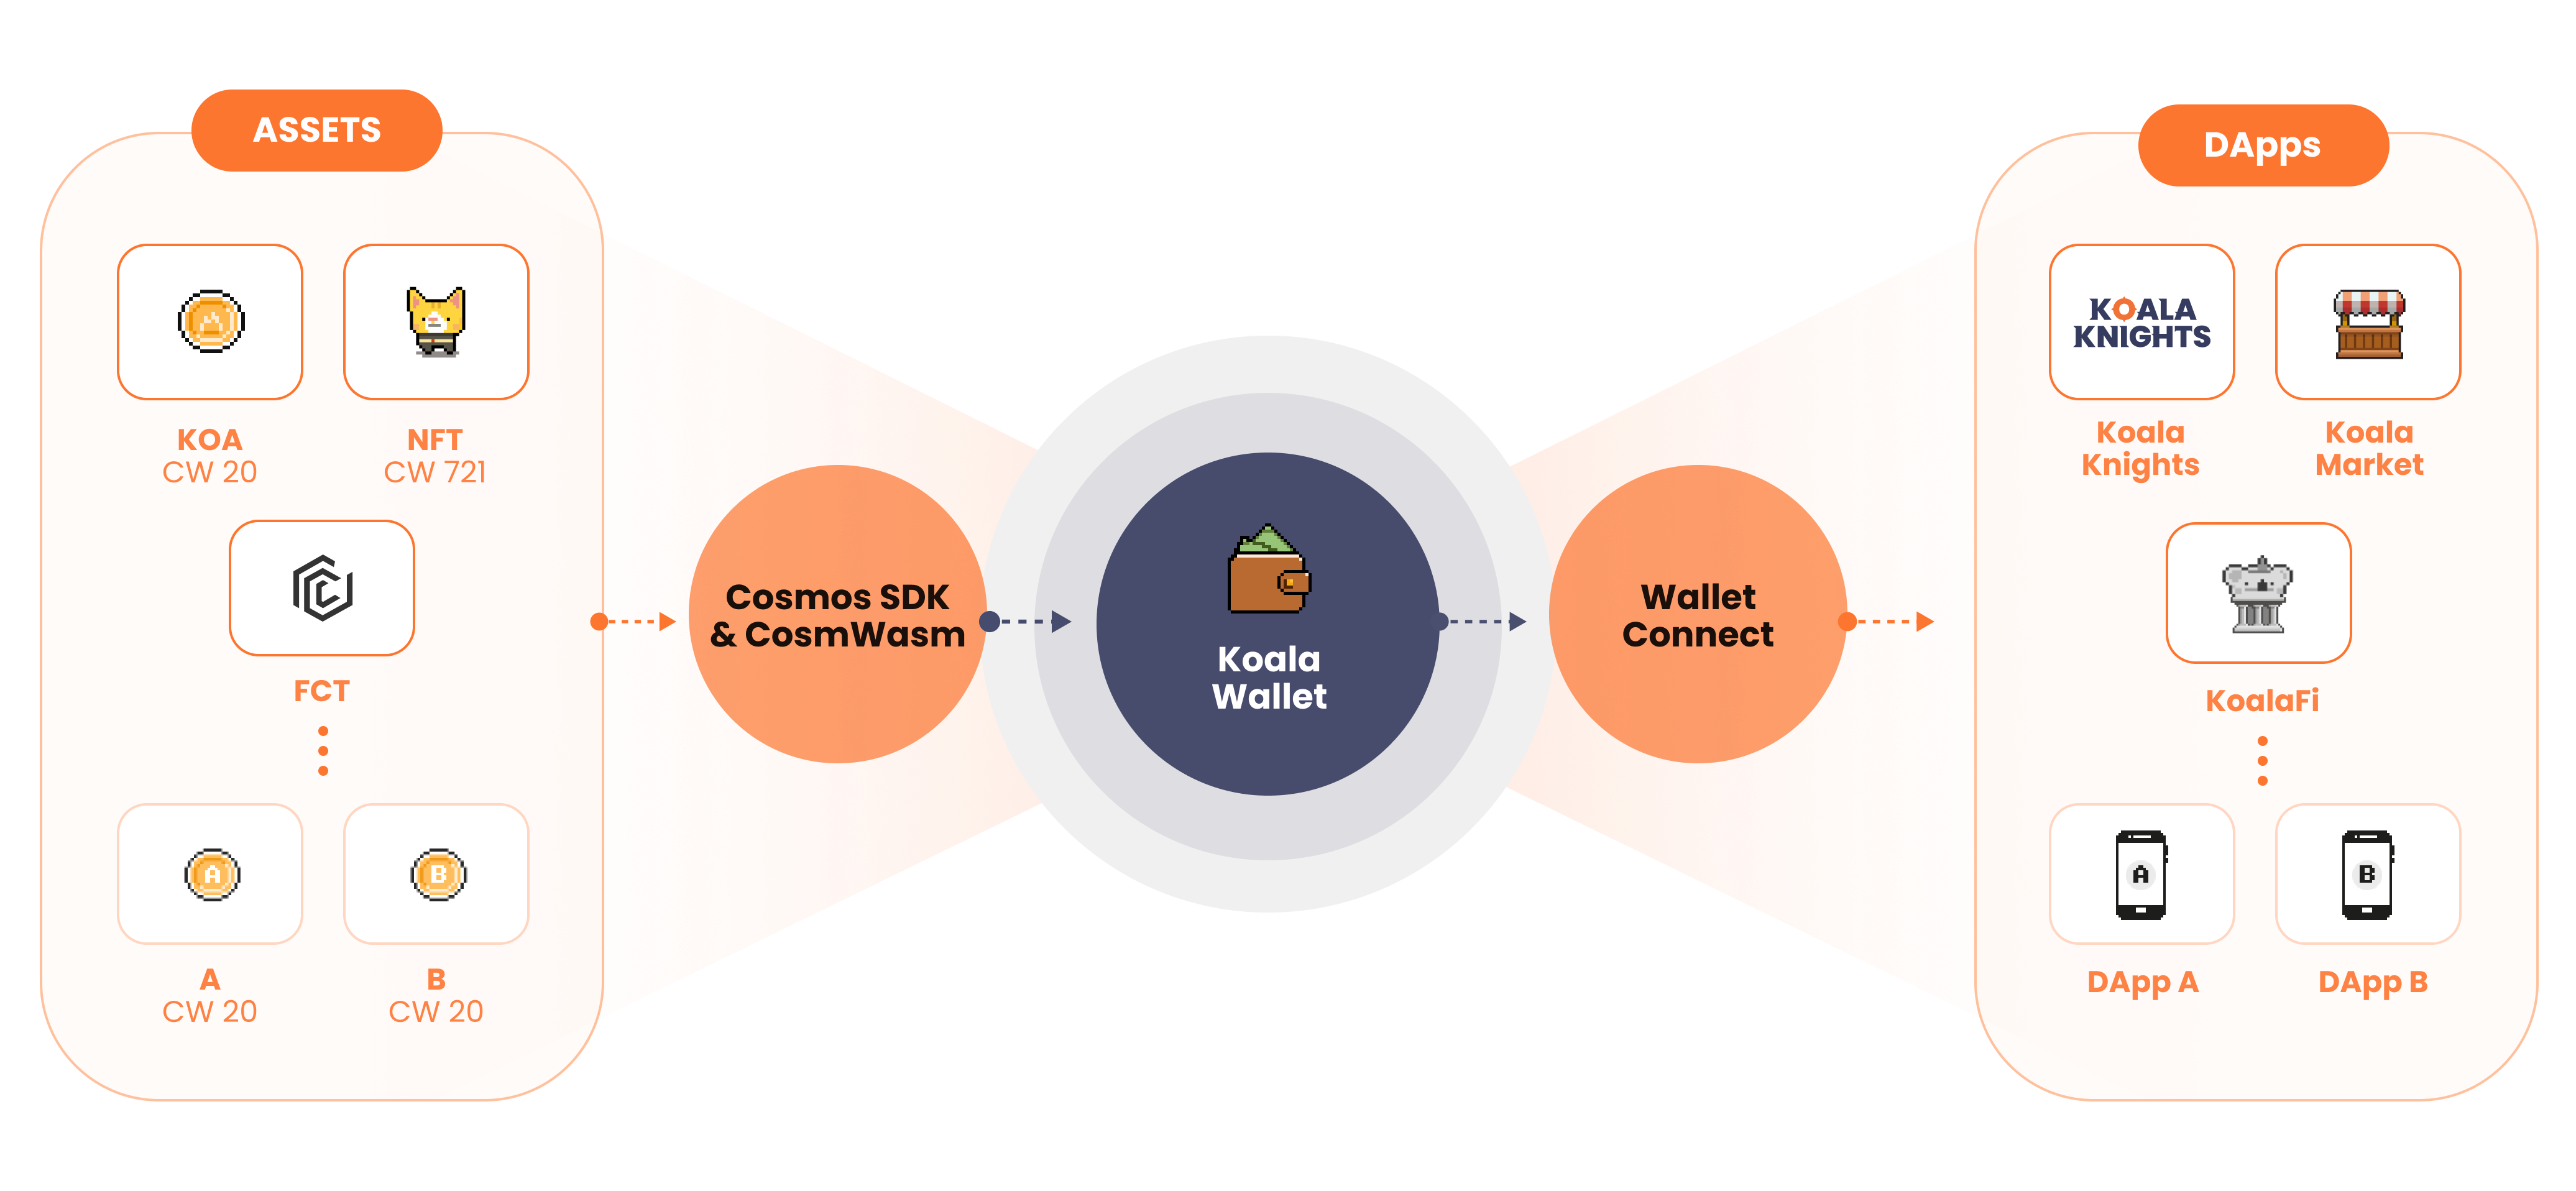 ASSETS
KOA
CW 20
NFT
CW 721
FCT
A
B
A
CW 20
B
CW 20
Cosmos SDK
& CosmWasm
Koala
Wallet
Wallet
Connect
DApps
KOALA
KNIGHTS
Koala
Knights
Koala
Market
KoalaFi
A
B
DApp A
DApp B